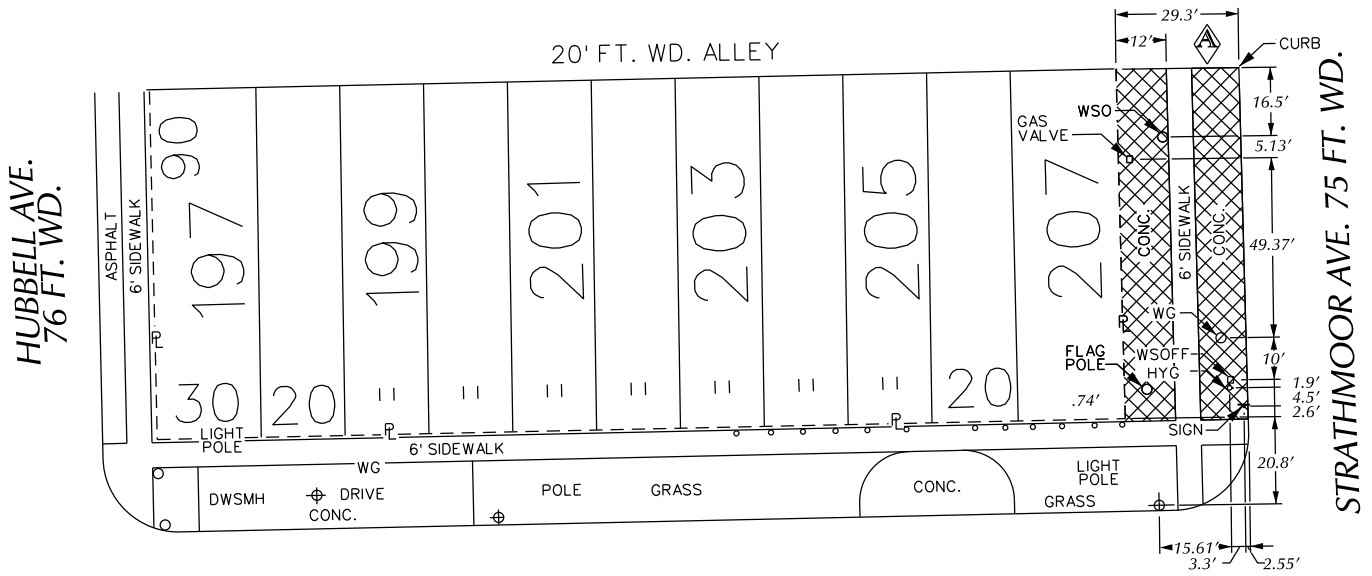 29.3'
12'
A
CURB
20' FT. WD. ALLEY
16.5'
WSO
GAS
VALVE
5.13'
HUBBELL AVE.
76 FT. WD.
STRATHMOOR AVE. 75 FT. WD.
ASPHALT
6' SIDEWALK
90
197
199
201
203
205
207
CONC.
6' SIDEWALK
CONC.
49.37'
WG
P
L
P
L
FLAG
POLE
WSOFF
HYG
10'
1.9'
4.5'
2.6'
30
20
"
"
"
"
"
"
"
20
.74'
SIGN
LIGHT
POLE
P
L
P
L
6' SIDEWALK
20.8'
WG
DWSMH
DRIVE
CONC.
POLE
GRASS
CONC.
LIGHT
POLE
GRASS
15.61'
3.3'
2.55'